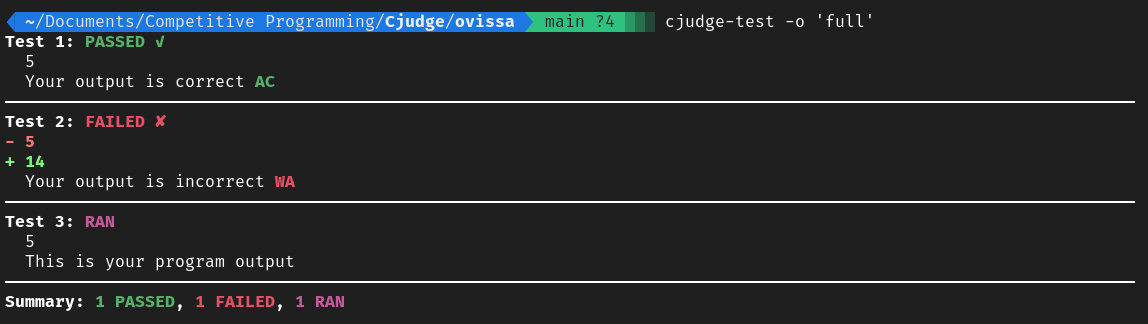 ~/Documents/Competitive Programming/Cjudge/ovissa main ?4 cjudge-test -o 'full'
Test 1: PASSED ✓
5
Your output is correct AC
Test 2: FAILED ✘
- 5
+ 14
Your output is incorrect WA
Test 3: RAN
5
This is your program output
Summary: 1 PASSED, 1 FAILED, 1 RAN